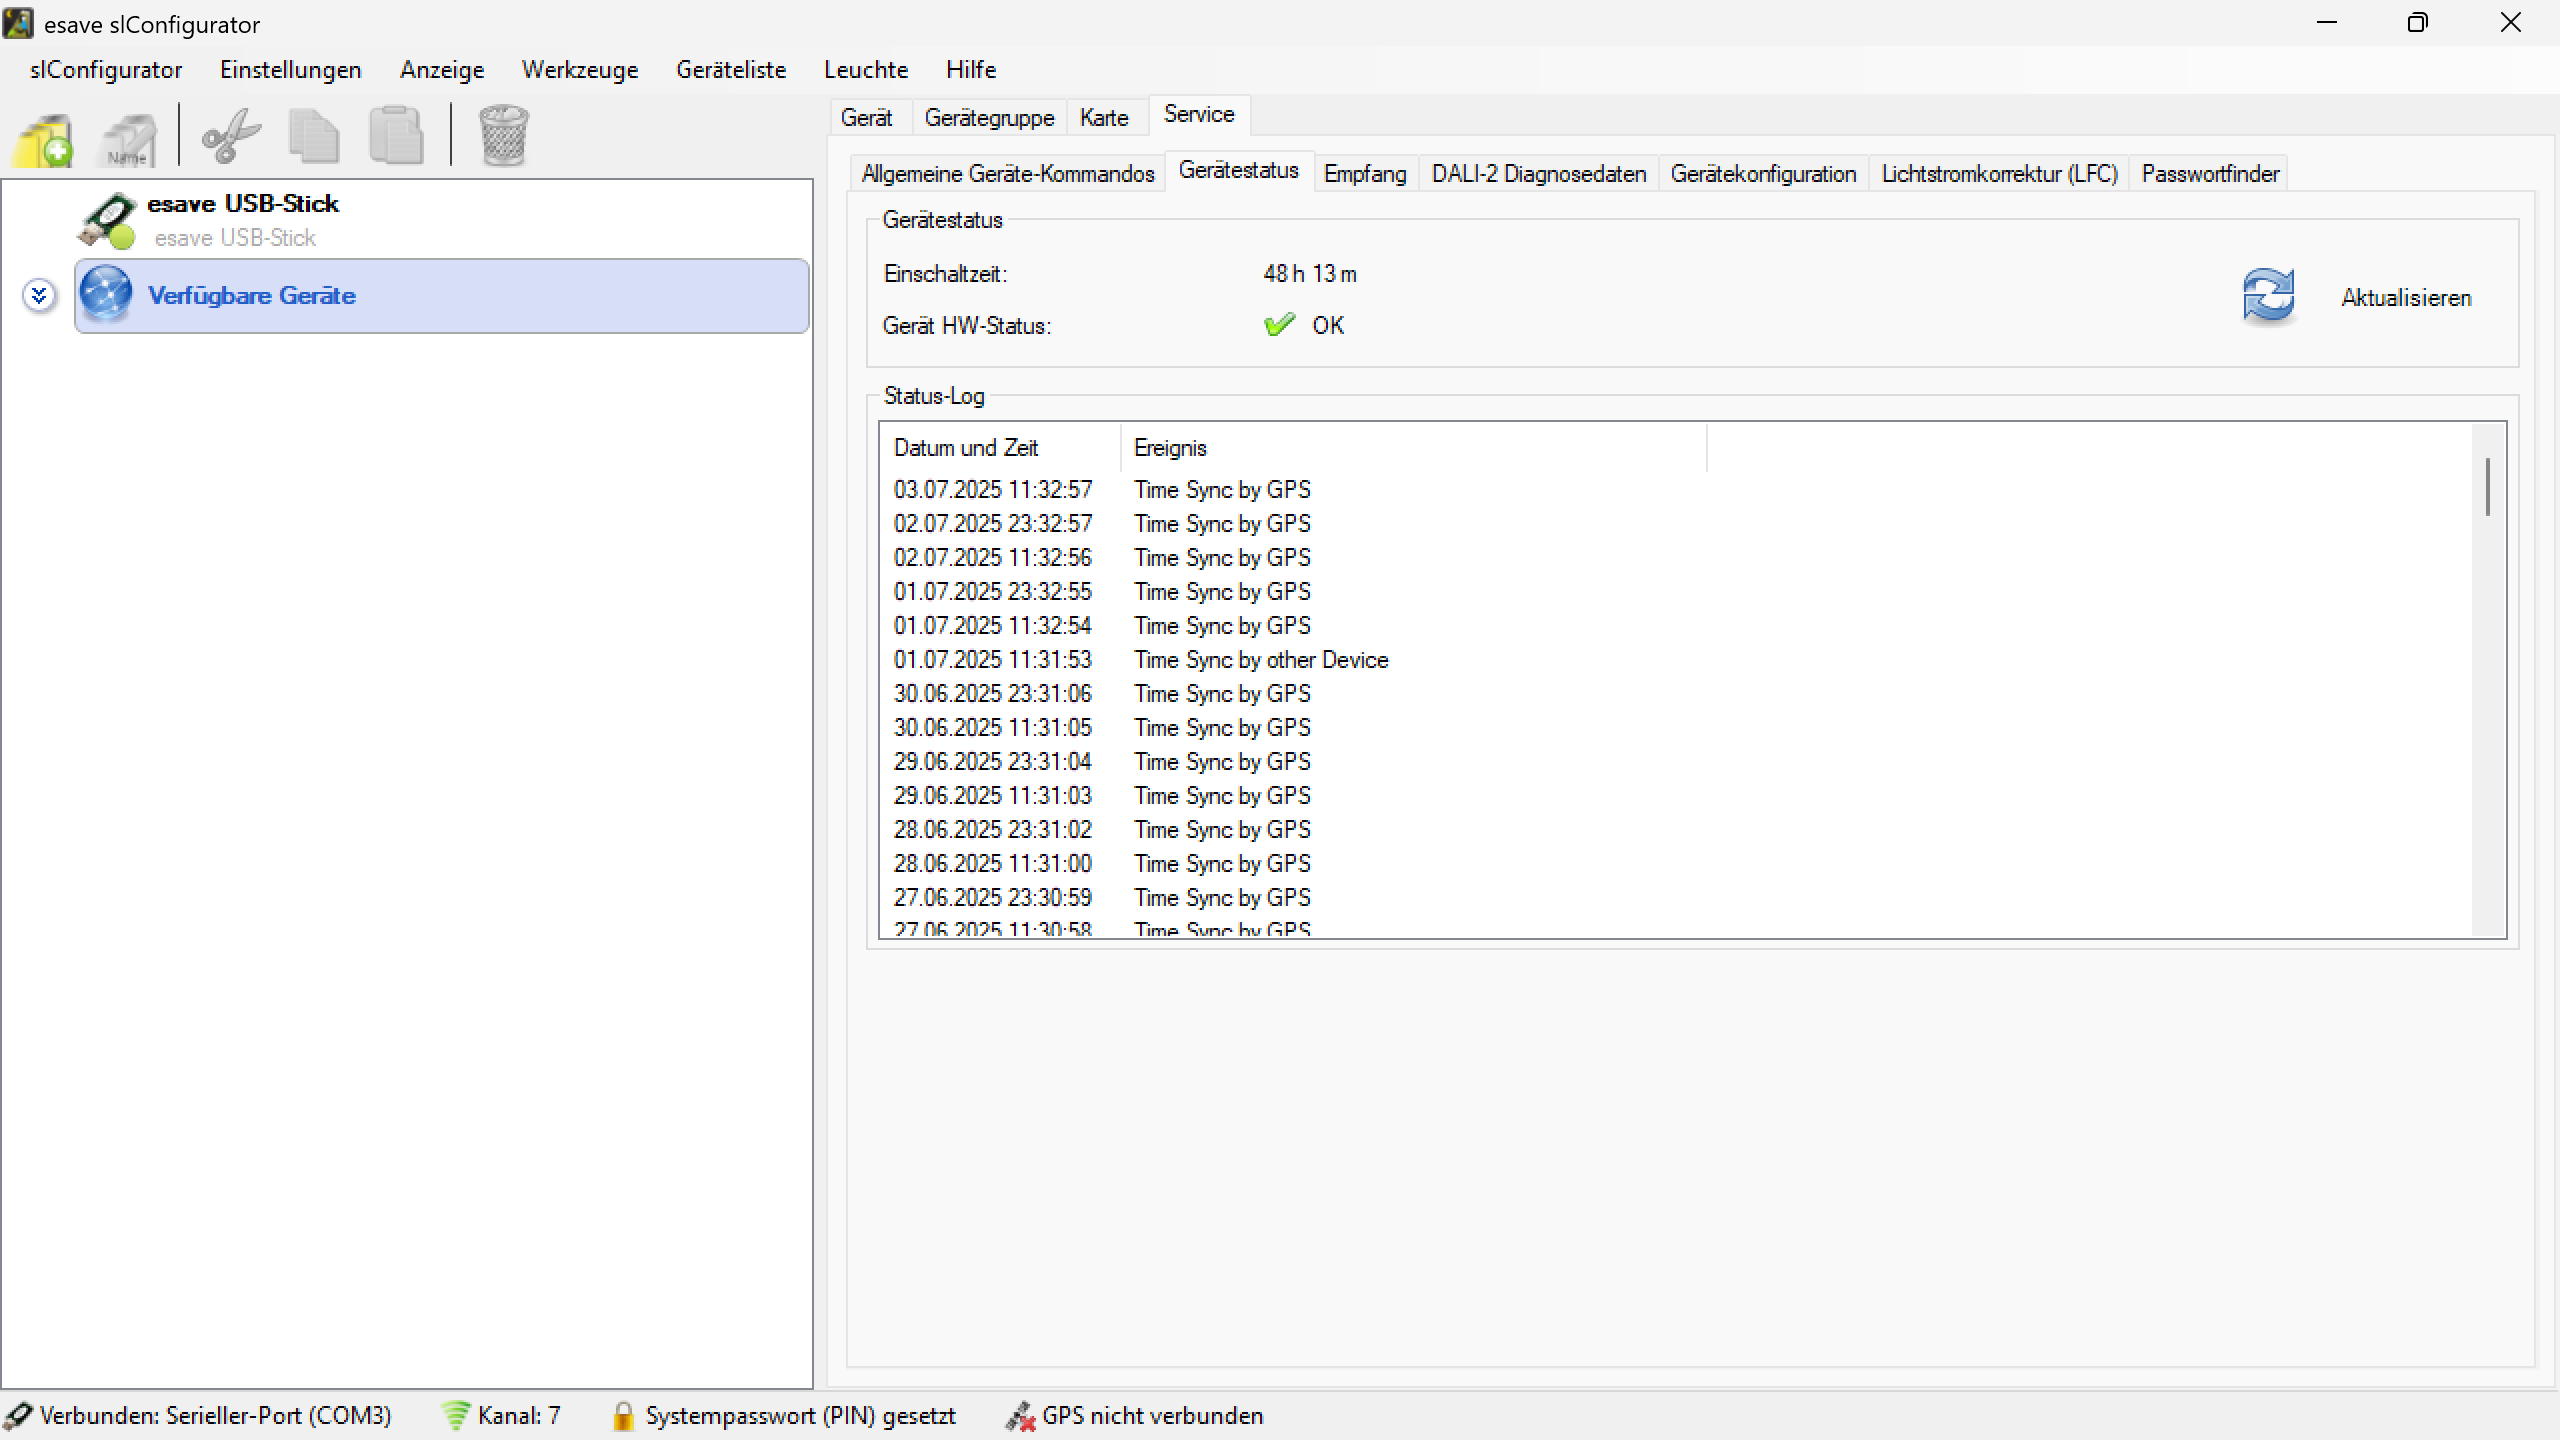 esave slConfigurator
slConfigurator Einstellungen Anzeige Werkzeuge Geräteliste Leuchte Hilfe
Name
esave USB-Stick
esave USB-Stick
Verfügbare Geräte
Gerät Gerätegruppe Karte Service
Allgemeine Geräte-Kommandos Gerätestatus Empfang DALI-2 Diagnosedaten Gerätekonfiguration Lichtstromkorrektur (LFC) Passwortfinder
Gerätestatus
Einschaltzeit: 48 h 13 m
Gerät HW-Status: OK
Aktualisieren
Status-Log
Datum und Zeit Ereignis
03.07.2025 11:32:57 Time Sync by GPS
02.07.2025 23:32:57 Time Sync by GPS
02.07.2025 11:32:56 Time Sync by GPS
01.07.2025 23:32:55 Time Sync by GPS
01.07.2025 11:32:54 Time Sync by GPS
01.07.2025 11:31:53 Time Sync by other Device
30.06.2025 23:31:06 Time Sync by GPS
30.06.2025 11:31:05 Time Sync by GPS
29.06.2025 23:31:04 Time Sync by GPS
29.06.2025 11:31:03 Time Sync by GPS
28.06.2025 23:31:02 Time Sync by GPS
28.06.2025 11:31:00 Time Sync by GPS
27.06.2025 23:30:59 Time Sync by GPS
27.06.2025 11:30:58 Time Sync by GPS
Verbunden: Serieller-Port (COM3) Kanal: 7 Systempasswort (PIN) gesetzt GPS nicht verbunden